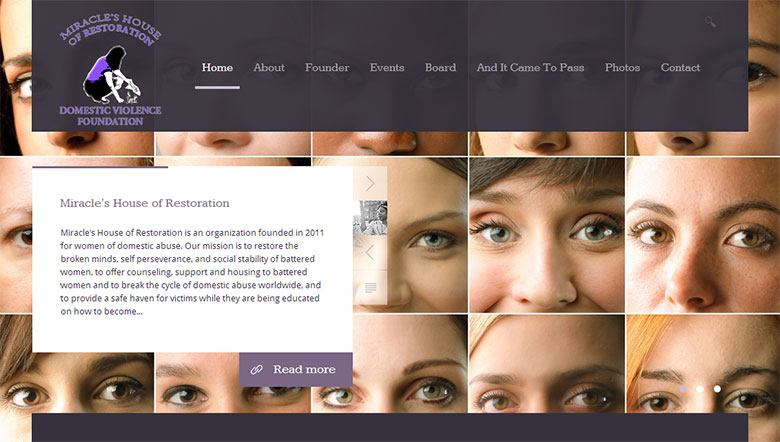 MIRACLE'S HOUSE
OF RESTORATION
DOMESTIC VIOLENCE
FOUNDATION
Home About Founder Events Board And It Came To Pass Photos Contact
Miracle's House of Restoration
Miracle's House of Restoration is an organization founded in 2011
for women of domestic abuse. Our mission is to restore the
broken minds, self perseverance, and social stability of battered
women, to offer counseling, support and housing to battered
women and to break the cycle of domestic abuse worldwide, and
to provide a safe haven for victims while they are being educated
on how to become...
Read more